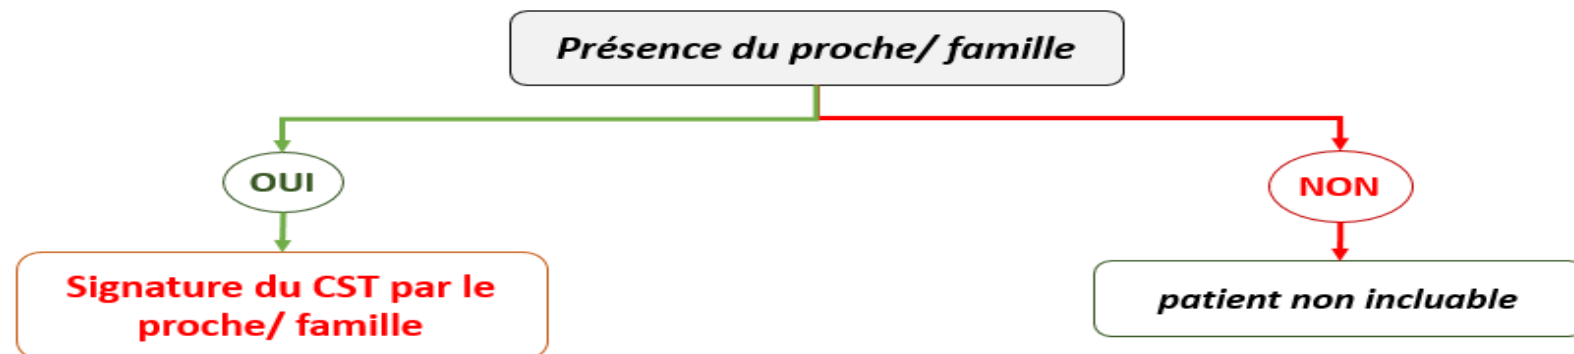 Présence du proche/ famille
OUI
NON
Signature du CST par le
proche/ famille
patient non incluable